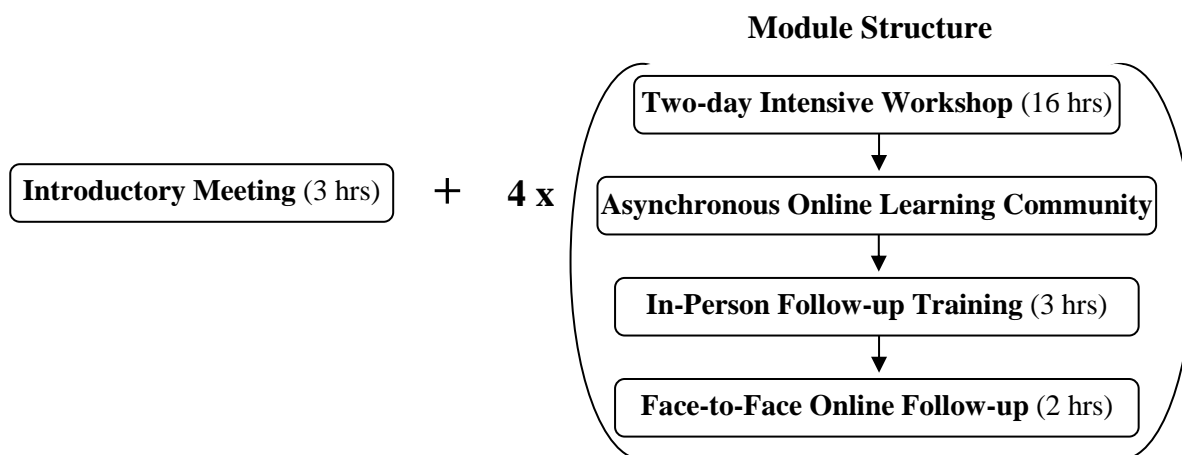 Module Structure
Two-day Intensive Workshop (16 hrs)
Introductory Meeting (3 hrs) + 4 x
Asynchronous Online Learning Community
In-Person Follow-up Training (3 hrs)
Face-to-Face Online Follow-up (2 hrs)